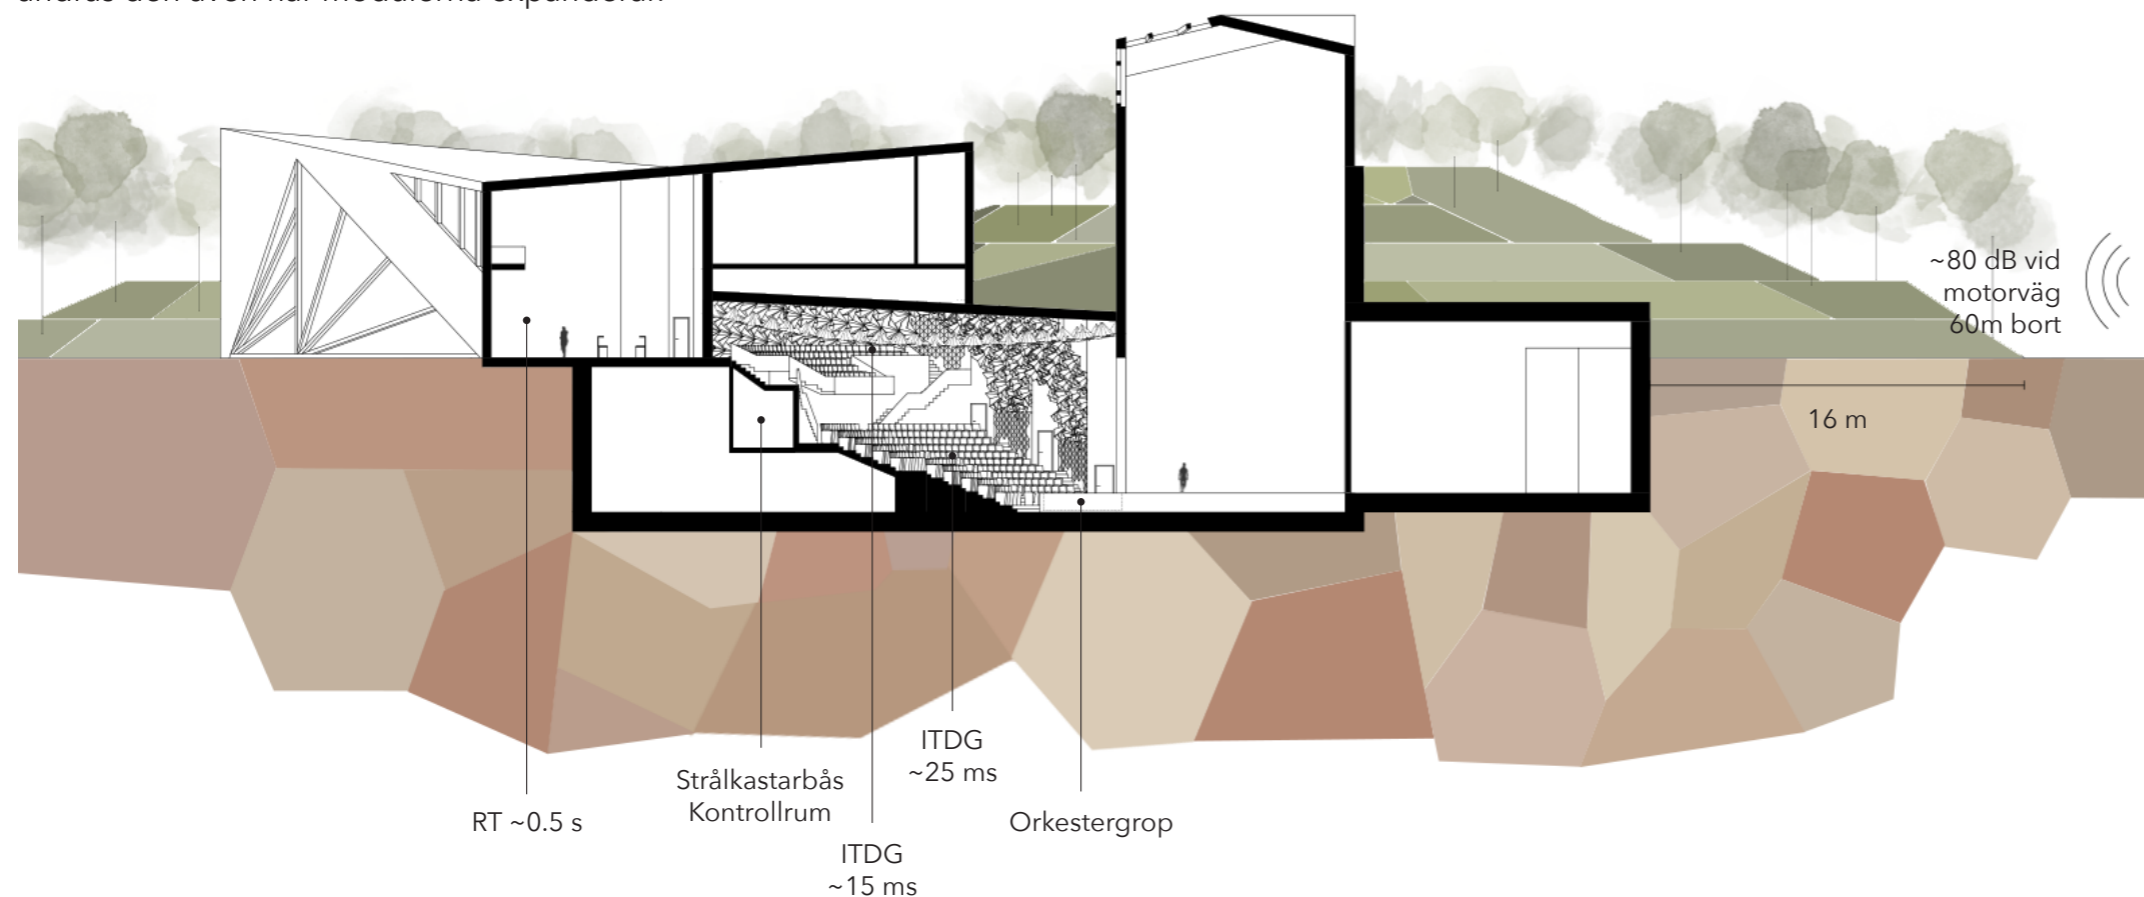 ~80 dB vid
motorväg
60m bort
16 m
ITDG
~25 ms
Strålkastarbås
Kontrollrum
RT ~0.5 s
Orkestergrop
ITDG
~15 ms